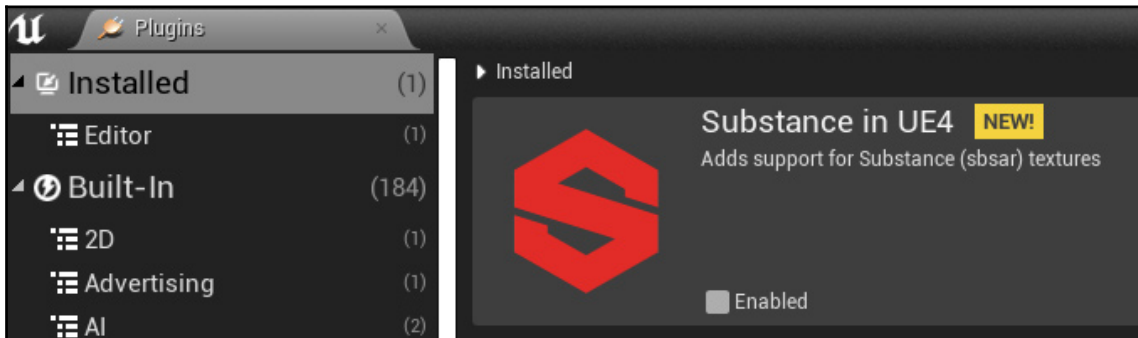 Plugins
Installed (1)
Editor (1)
Built-In (184)
2D (1)
Advertising (1)
AI (2)
Installed
Substance in UE4 NEW!
Adds support for Substance (sbsar) textures
Enabled